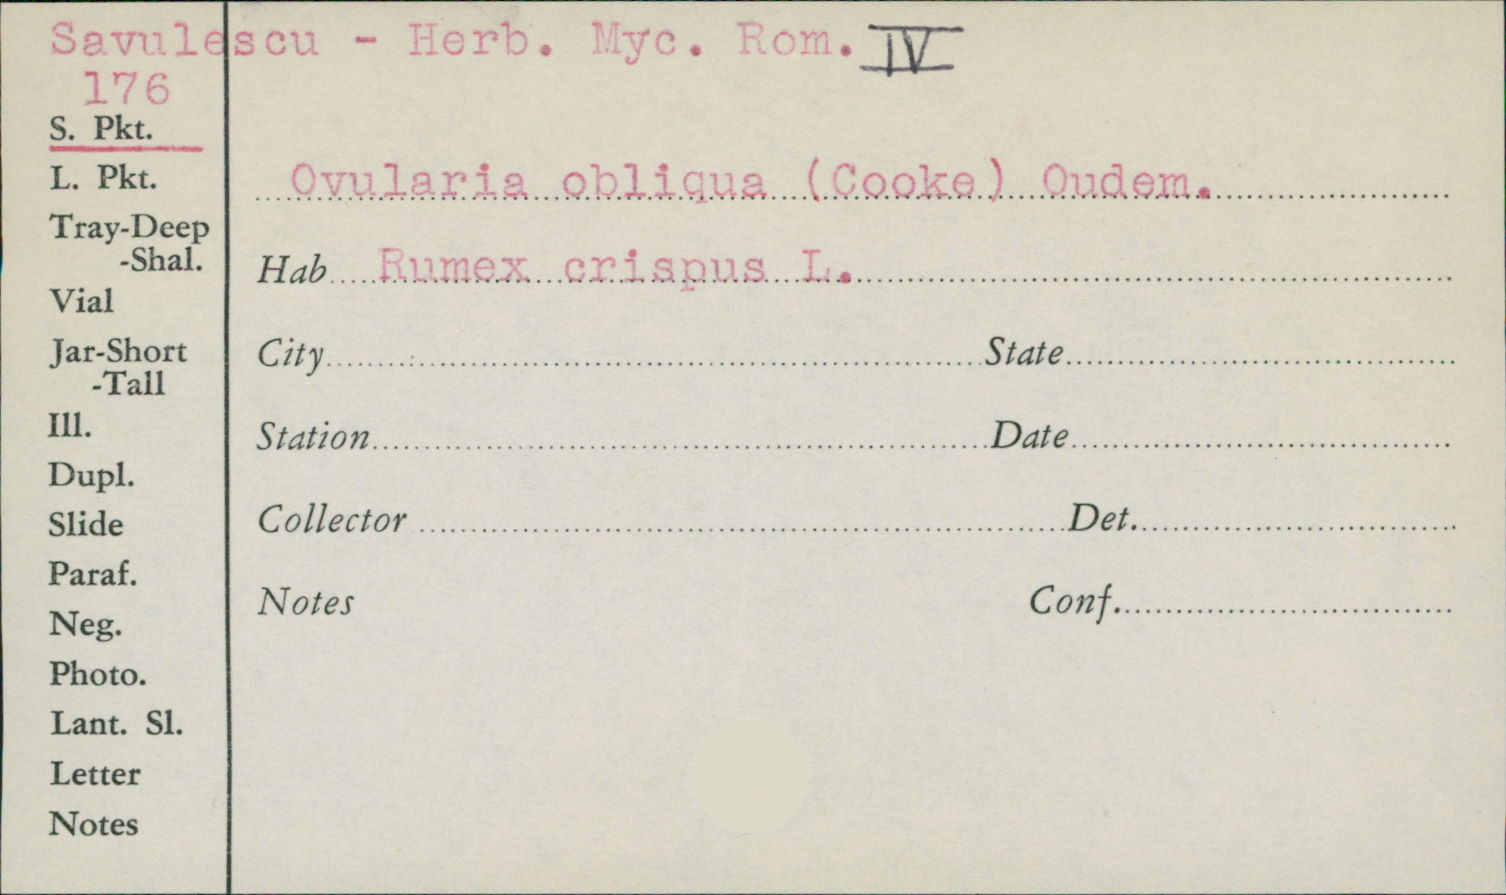 Savulescu - Herb. Myc. Rom. IV
176
S. Pkt.
L. Pkt.
Tray-Deep
-Shal.
Vial
Jar-Short
-Tall
Ill.
Dupl.
Slide
Paraf.
Neg.
Photo.
Lant. Sl.
Letter
Notes
Ovularia obliqua (Cooke) Oudem.
Hab Rumex crispus L.
City State
Station Date
Collector Det.
Notes Conf.